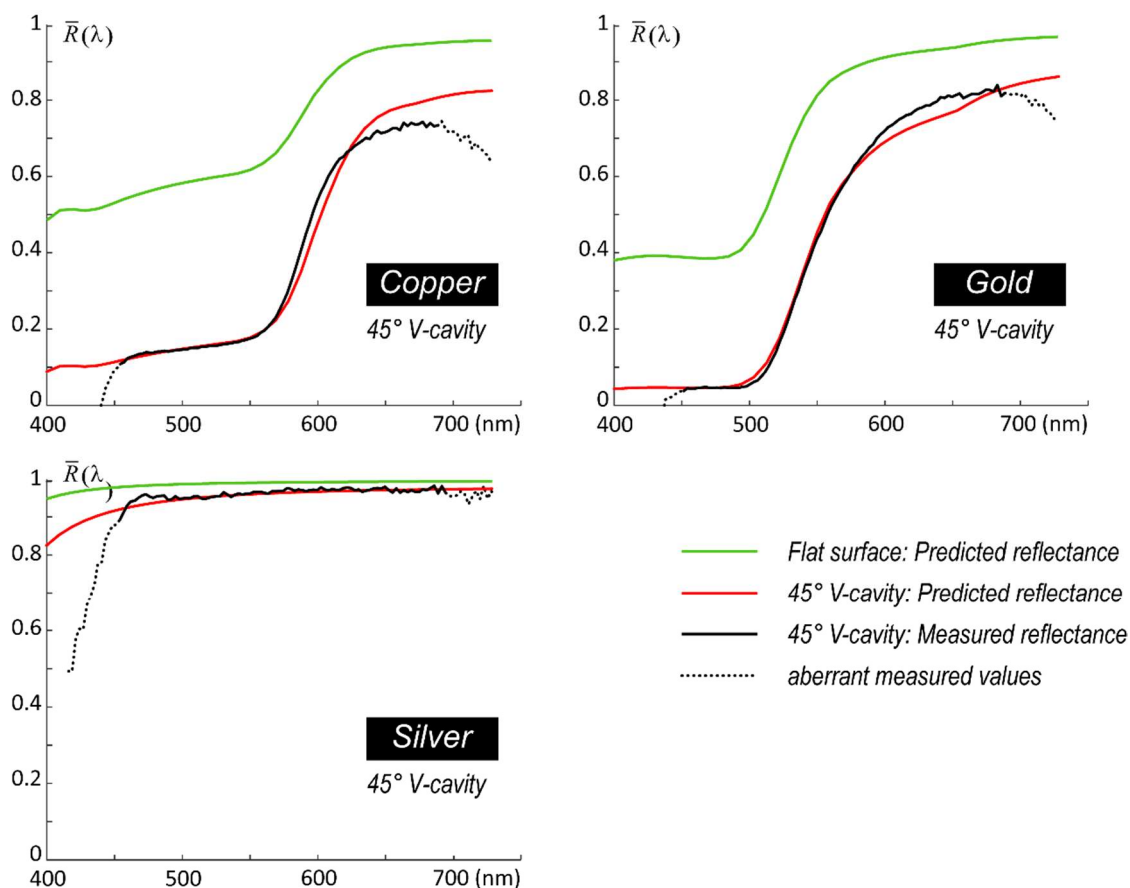 1 R̅(λ)
0.8
0.6
0.4
0.2
0
400 500 600 700 (nm)
Copper
45° V-cavity
1 R̅(λ)
0.8
0.6
0.4
0.2
0
400 500 600 700 (nm)
Gold
45° V-cavity
1 R̅(λ)
0.8
0.6
0.4
0.2
0
400 500 600 700 (nm)
Silver
45° V-cavity
Flat surface: Predicted reflectance
45° V-cavity: Predicted reflectance
45° V-cavity: Measured reflectance
aberrant measured values